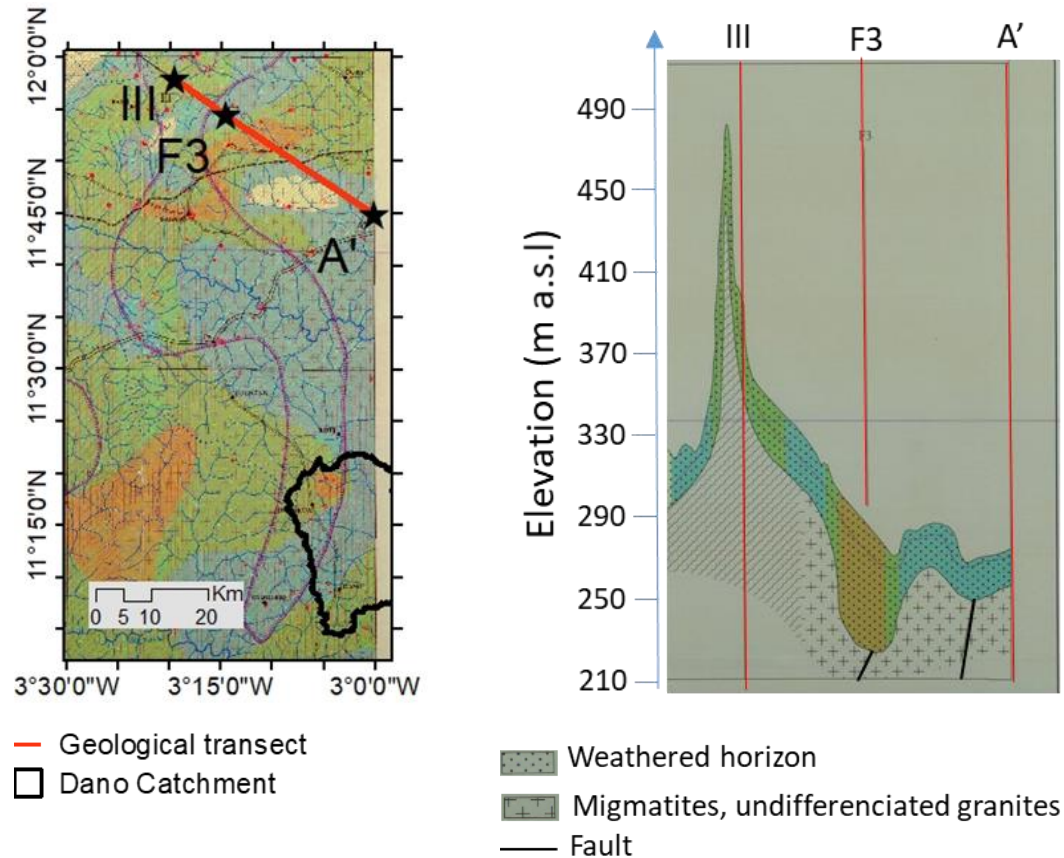 12°0'0"N
11°45'0"N
11°30'0"N
11°15'0"N
III
F3
A'
Km
0 5 10 20
3°30'0"W 3°15'0"W 3°0'0"W
Geological transect
Dano Catchment
III F3 A'
F3
Elevation (m a.s.l)
490
450
410
370
330
290
250
210
Weathered horizon
Migmatites, undifferenciated granites
Fault